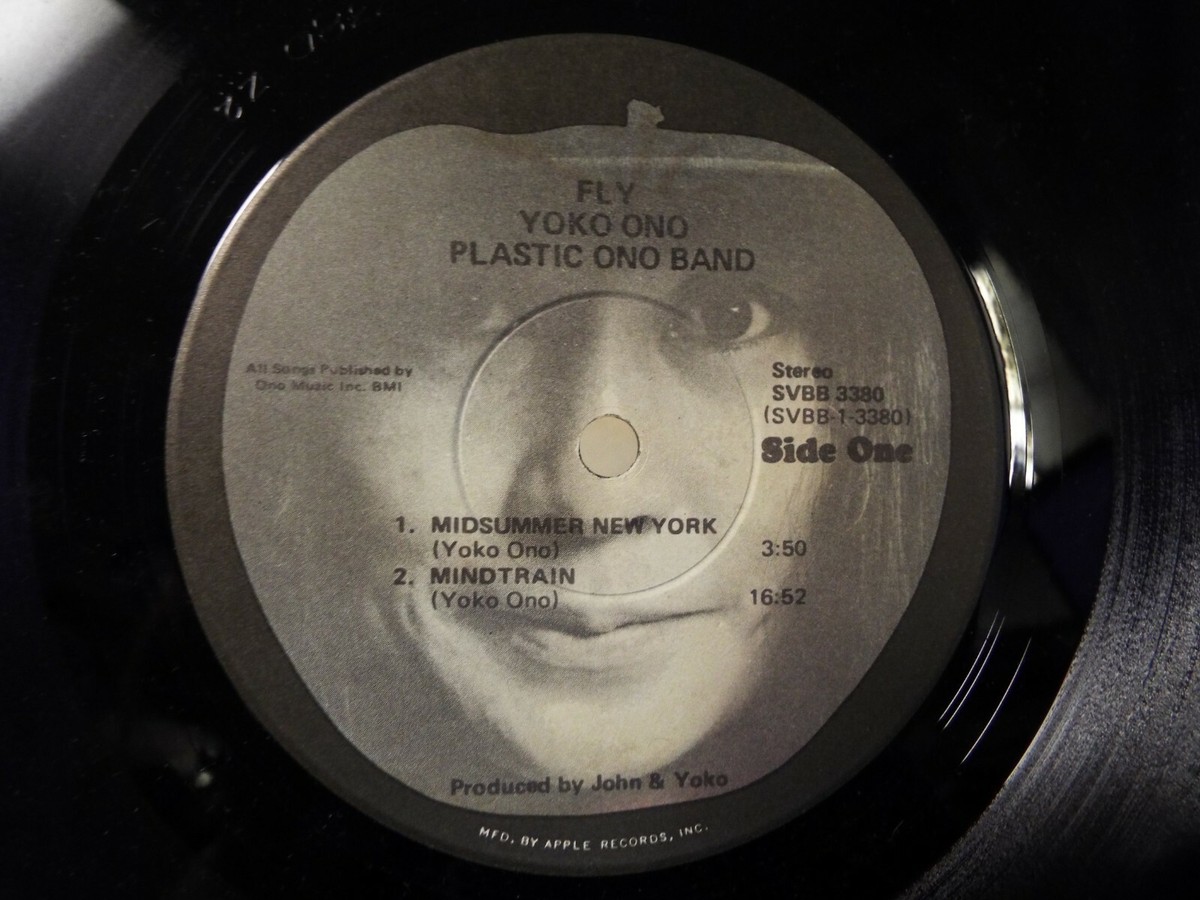 FLY
YOKO ONO
PLASTIC ONO BAND
All Songs Published by
Ono Music Inc. BMI
Stereo
SVBB 3380
(SVBB-1-3380)
Side One
1. MIDSUMMER NEW YORK
(Yoko Ono) 3:50
2. MINDTRAIN
(Yoko Ono) 16:52
Produced by John & Yoko
MFD. BY APPLE RECORDS, INC.